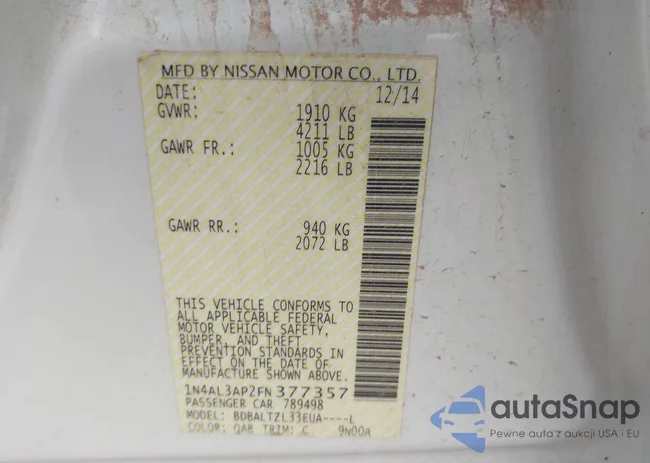 MFD BY NISSAN MOTOR CO., LTD.
DATE: 12/14
GVWR: 1910 KG
4211 LB
GAWR FR.: 1005 KG
2216 LB
GAWR RR.: 940 KG
2072 LB
THIS VEHICLE CONFORMS TO
ALL APPLICABLE FEDERAL
MOTOR VEHICLE SAFETY,
BUMPER, AND THEFT
PREVENTION STANDARDS IN
EFFECT ON THE DATE OF
MANUFACTURE SHOWN ABOVE.
1N4AL3AP2FN377357
PASSENGER CAR 789498
MODEL: BDBALTZL33EUA----L
COLOR: QAB TRIM: C 9N00A
autoSnap
Pewne auta z aukcji USA i EU